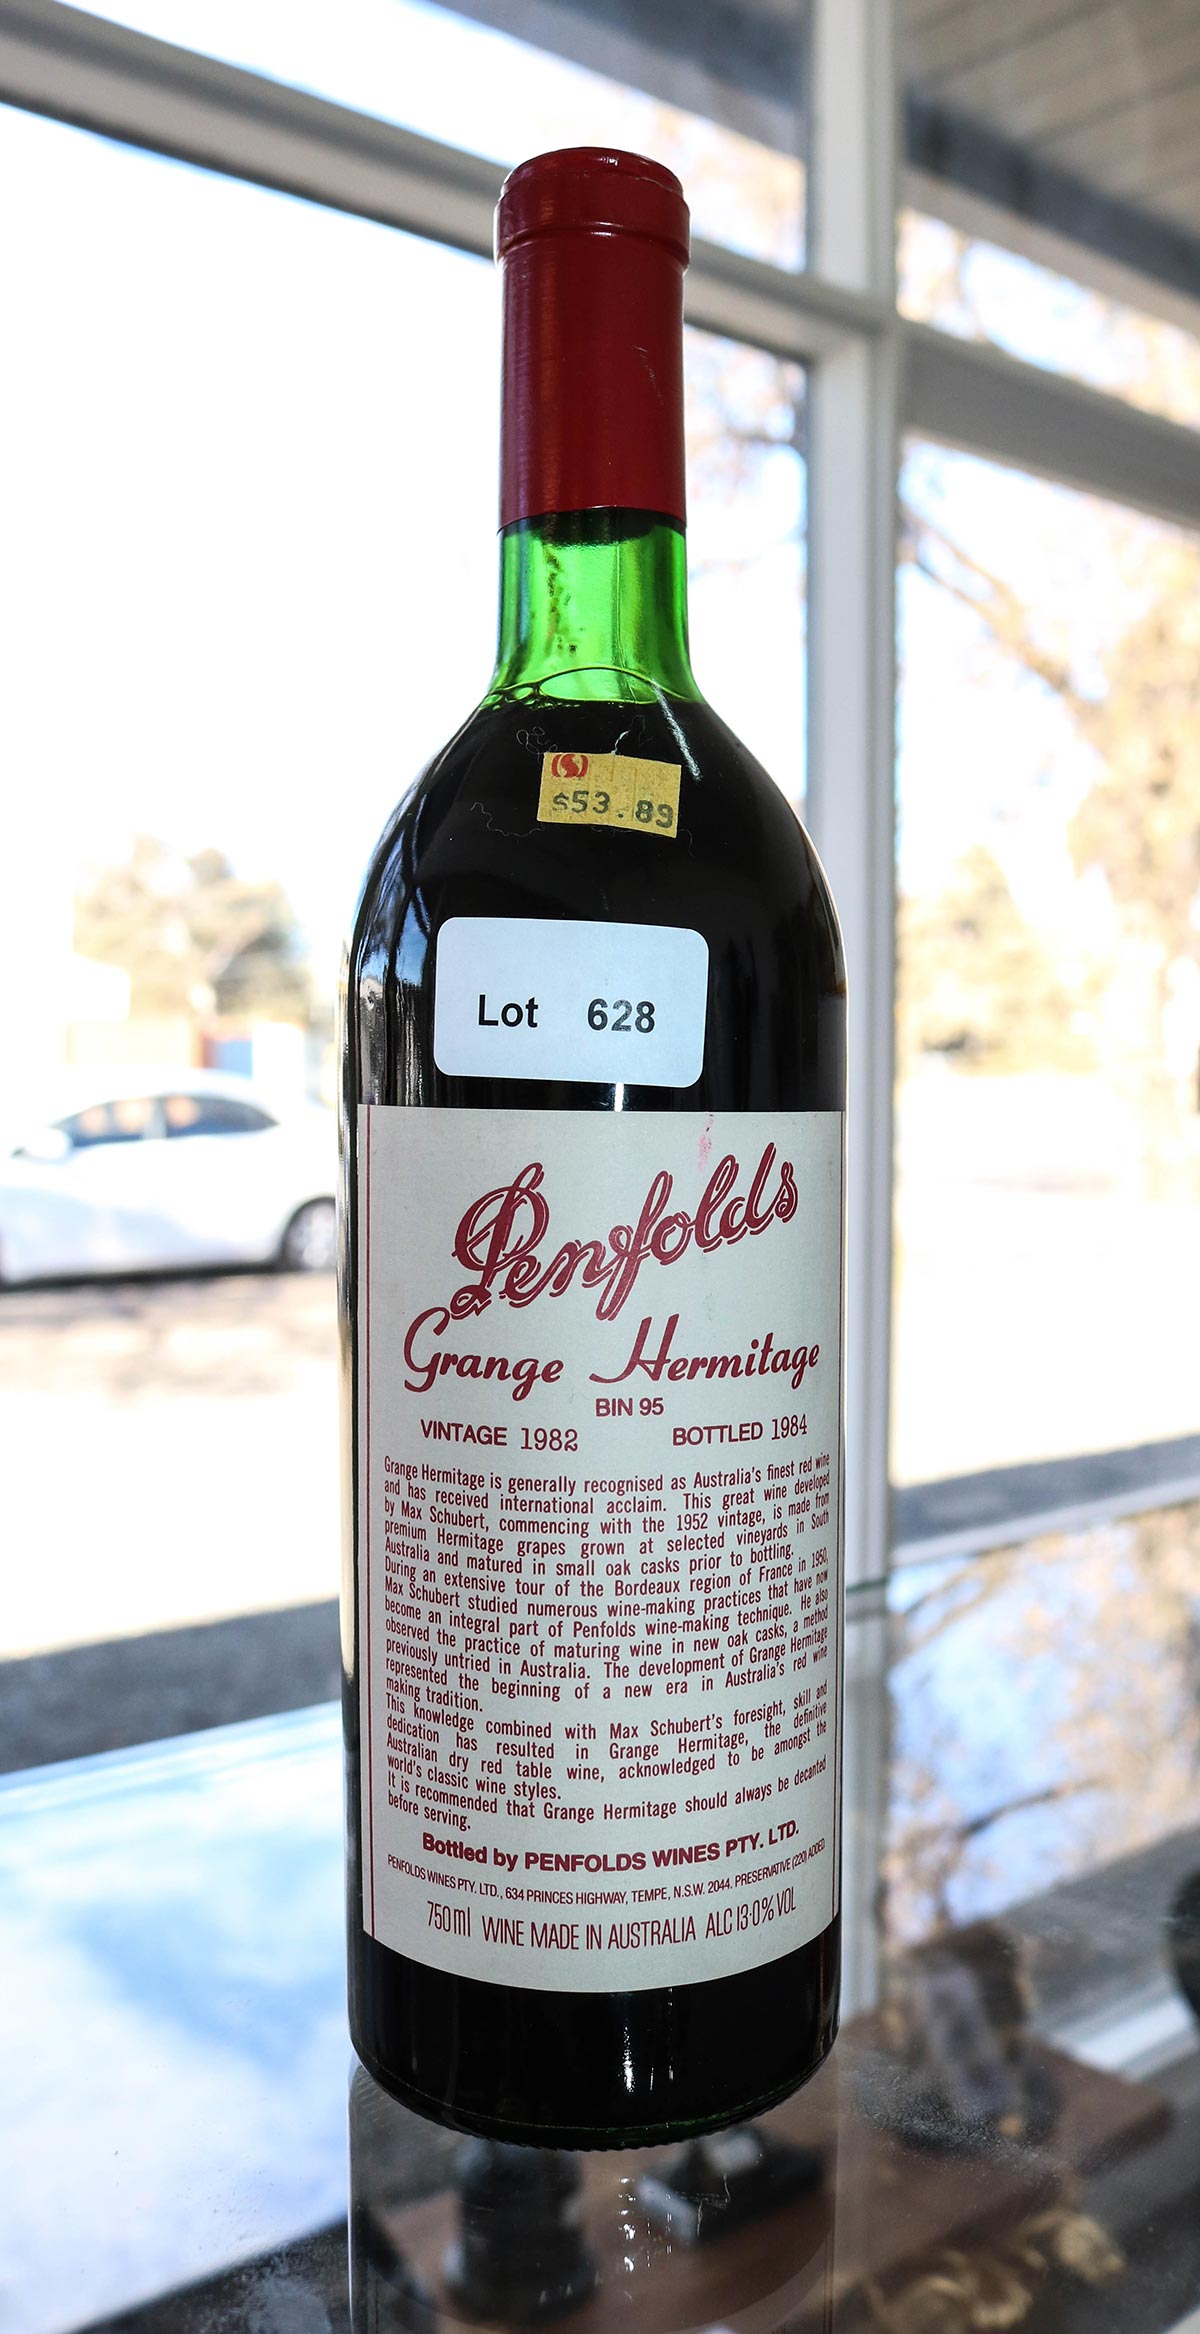 $53.89
Lot 628
Penfolds
Grange Hermitage
BIN 95
VINTAGE 1982 BOTTLED 1984
Grange Hermitage is generally recognised as Australia's finest red wine
and has received international acclaim. This great wine developed
by Max Schubert, commencing with the 1952 vintage, is made from
premium Hermitage grapes grown at selected vineyards in South
Australia and matured in small oak casks prior to bottling.
During an extensive tour of the Bordeaux region of France in 1950,
Max Schubert studied numerous wine-making practices that have now
become an integral part of Penfolds wine-making technique. He also
observed the practice of maturing wine in new oak casks, a method
previously untried in Australia. The development of Grange Hermitage
represented the beginning of a new era in Australia's red wine
making tradition.
This knowledge combined with Max Schubert's foresight, skill and
dedication has resulted in Grange Hermitage, the definitive
Australian dry red table wine, acknowledged to be amongst the
world's classic wine styles.
It is recommended that Grange Hermitage should always be decanted
before serving.
Bottled by PENFOLDS WINES PTY. LTD.
PENFOLDS WINES PTY. LTD., 634 PRINCES HIGHWAY, TEMPE, N.S.W. 2044. PRESERVATIVE (220) ADDED
750ml WINE MADE IN AUSTRALIA ALC 13·0% VOL